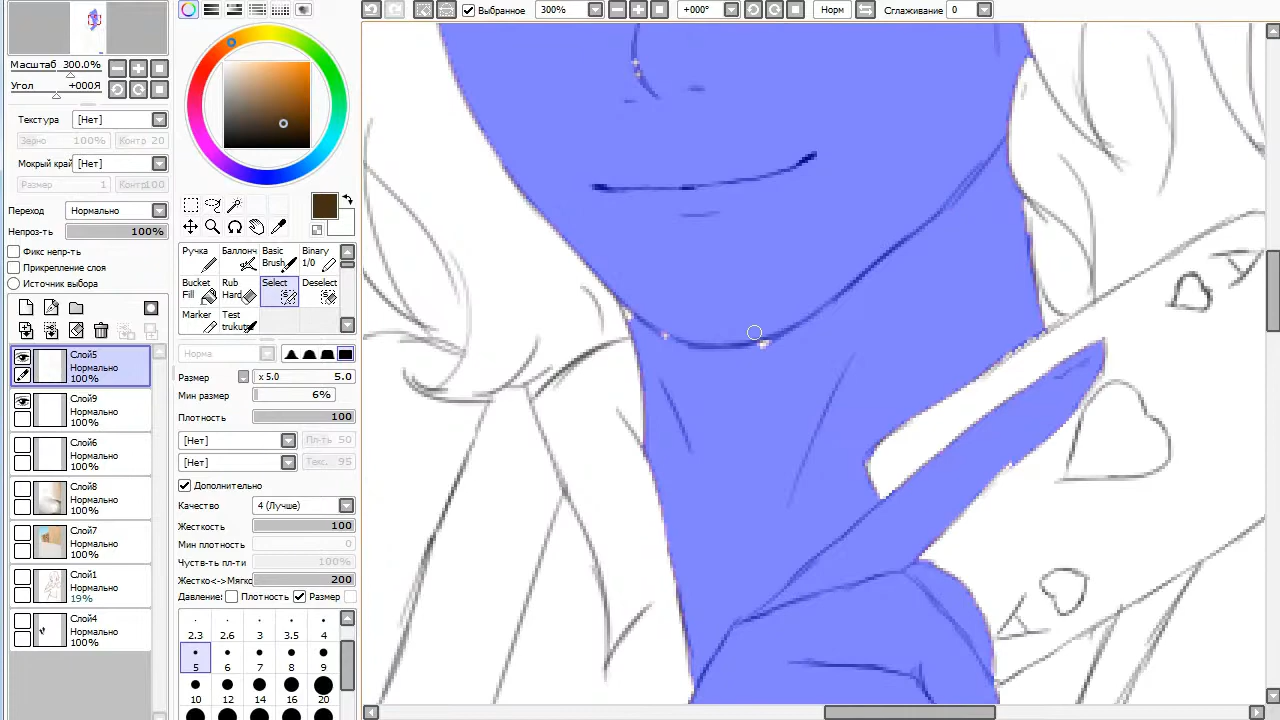 Выбранное 300% +000° Норм Сглаживание 0
Масштаб 300.0%
Угол +000Я
Текстура [Нет]
Зерно 100% Контр 20
Мокрый край [Нет]
Размер 1 Контр 100
Переход Нормально
Непроз-ть 100%
Фикс непр-ть
Прикрепление слоя
Источник выбора
Слой5
Нормально
100%
Слой9
Нормально
100%
Слой6
Нормально
Слой8
Нормально
100%
Слой7
Нормально
100%
Слой1
Нормально
19%
Слой4
Нормально
100%
Ручка Баллонч Basic Brush Binary 1/0
Bucket Fill Rub Hard Select Deselect
Marker Test trukut
Норма
Размер x 5.0 5.0
Мин размер 6%
Плотность 100
[Нет] Пл-ть 50
[Нет] Текс. 95
Дополнительно
Качество 4 (Лучше)
Жесткость 100
Мин плотность 0
Чуств-ть пл-ти 100%
Жестко<->Мягко 200
Давление: Плотность Размер
2.3 2.6 3 3.5 4
5 6 7 8 9
10 12 14 16 20
A
A